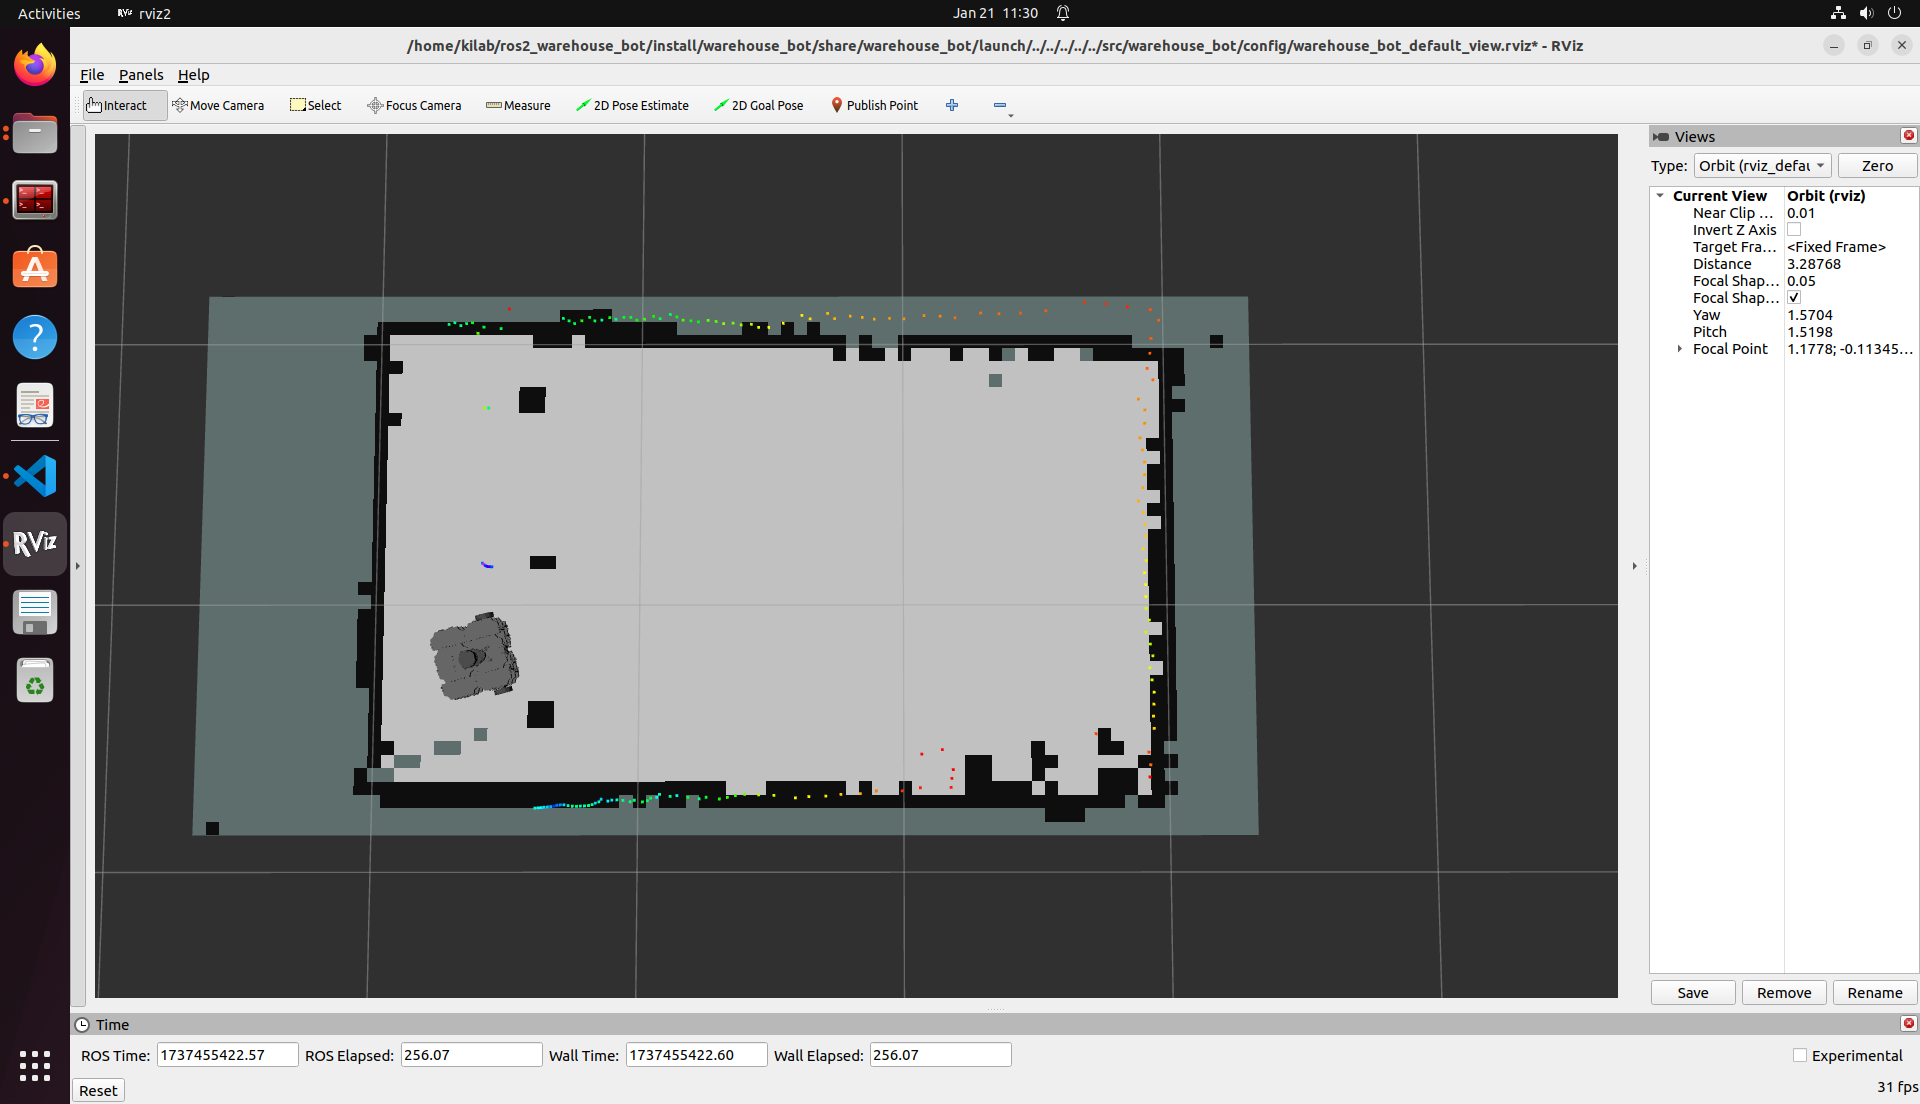 Activities
RViz rviz2
Jan 21 11:30
/home/kilab/ros2_warehouse_bot/install/warehouse_bot/share/warehouse_bot/launch/../../../../../src/warehouse_bot/config/warehouse_bot_default_view.rviz* - RViz
File Panels Help
Interact Move Camera Select Focus Camera Measure 2D Pose Estimate 2D Goal Pose Publish Point
Views
Type: Orbit (rviz_defau Zero
Current View Orbit (rviz)
Near Clip ... 0.01
Invert Z Axis
Target Fra... <Fixed Frame>
Distance 3.28768
Focal Shap... 0.05
Focal Shap... ✓
Yaw 1.5704
Pitch 1.5198
Focal Point 1.1778; -0.11345...
RViz
Save Remove Rename
Time
ROS Time: 1737455422.57 ROS Elapsed: 256.07 Wall Time: 1737455422.60 Wall Elapsed: 256.07 Experimental
Reset 31 fps